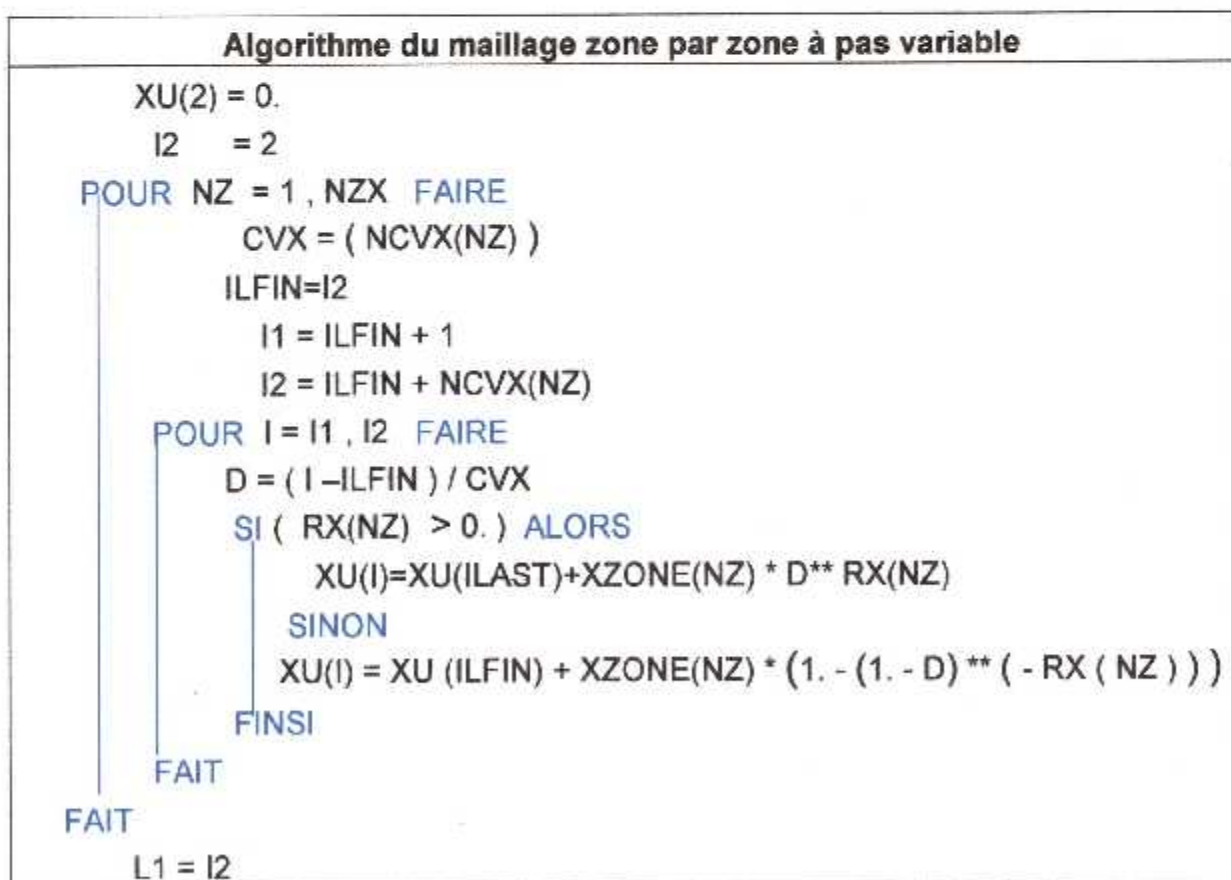 Algorithme du maillage zone par zone à pas variable
XU(2) = 0.
I2 = 2
POUR NZ = 1 , NZX FAIRE
CVX = ( NCVX(NZ) )
ILFIN=I2
I1 = ILFIN + 1
I2 = ILFIN + NCVX(NZ)
POUR I = I1 , I2 FAIRE
D = ( I –ILFIN ) / CVX
SI ( RX(NZ) > 0. ) ALORS
XU(I)=XU(ILAST)+XZONE(NZ) * D** RX(NZ)
SINON
XU(I) = XU (ILFIN) + XZONE(NZ) * (1. - (1. - D) ** ( - RX ( NZ ) ) )
FINSI
FAIT
FAIT
L1 = I2